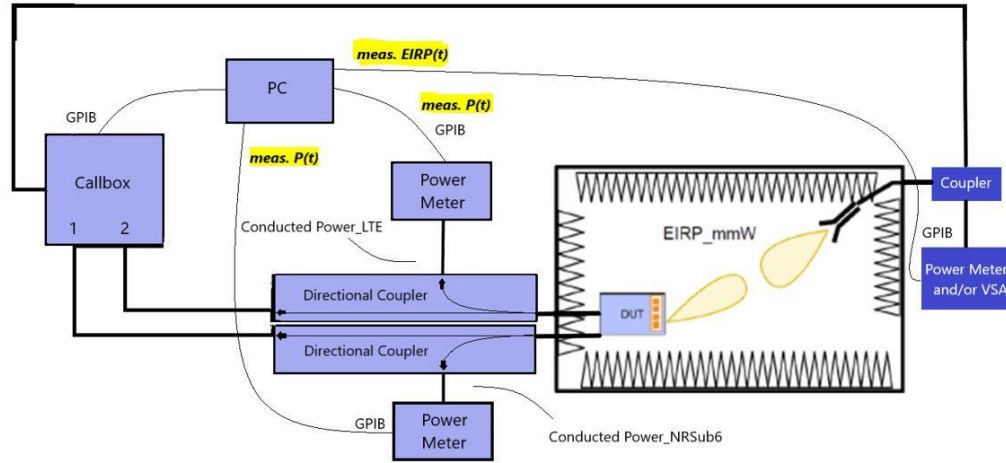 meas. EIRP(t)
PC
meas. P(t)
GPIB
GPIB
meas. P(t)
Callbox
1 2
Power
Meter
Coupler
Conducted Power_LTE
EIRP_mmW
GPIB
Power Meter
and/or VSA
Directional Coupler
DUT
Directional Coupler
GPIB
Power
Meter
Conducted Power_NRSub6